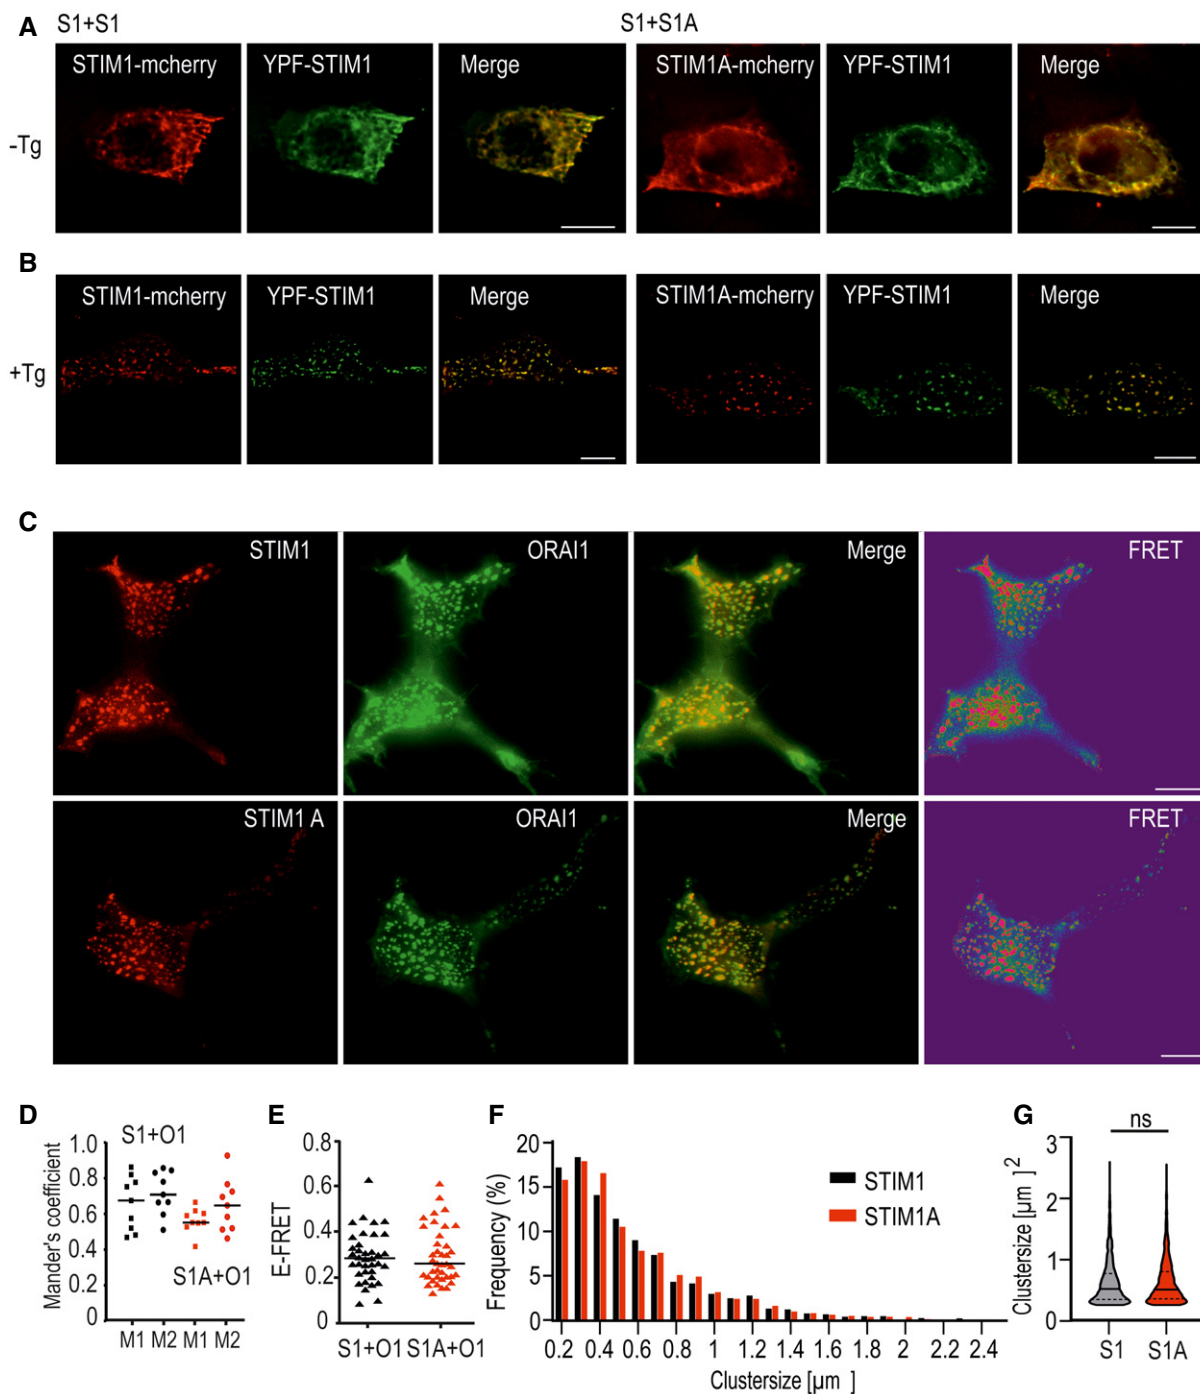 A
S1+S1
S1+S1A
STIM1-mcherry
YPF-STIM1
Merge
STIM1A-mcherry
YPF-STIM1
Merge
-Tg
B
STIM1-mcherry
YPF-STIM1
Merge
STIM1A-mcherry
YPF-STIM1
Merge
+Tg
C
STIM1
ORAI1
Merge
FRET
STIM1 A
ORAI1
Merge
FRET
D
Mander's coefficient
1.0
0.8
0.6
0.4
0.2
0
S1+O1
S1A+O1
M1 M2 M1 M2
E
E-FRET
0.8
0.6
0.4
0.2
0
S1+O1 S1A+O1
F
Frequency (%)
20
15
10
5
0
STIM1
STIM1A
0.2 0.4 0.6 0.8 1 1.2 1.4 1.6 1.8 2 2.2 2.4
Clustersize [µm ]
G
ns
Clustersize [µm ]2
3
2
1
0
S1 S1A